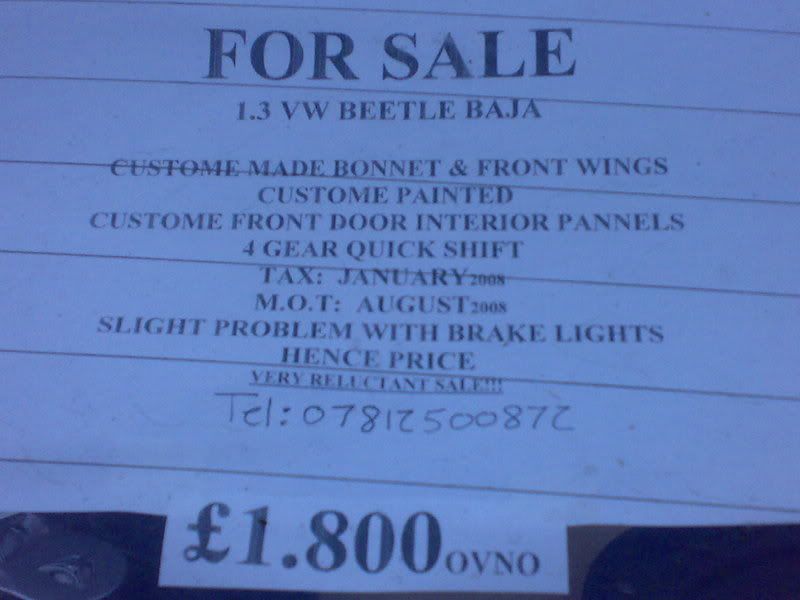 FOR SALE
1.3 VW BEETLE BAJA
CUSTOME MADE BONNET & FRONT WINGS
CUSTOME PAINTED
CUSTOME FRONT DOOR INTERIOR PANNELS
4 GEAR QUICK SHIFT
TAX: JANUARY2008
M.O.T: AUGUST2008
SLIGHT PROBLEM WITH BRAKE LIGHTS
HENCE PRICE
VERY RELUCTANT SALE!!!
Tel: 07812500872
£1.800OVNO